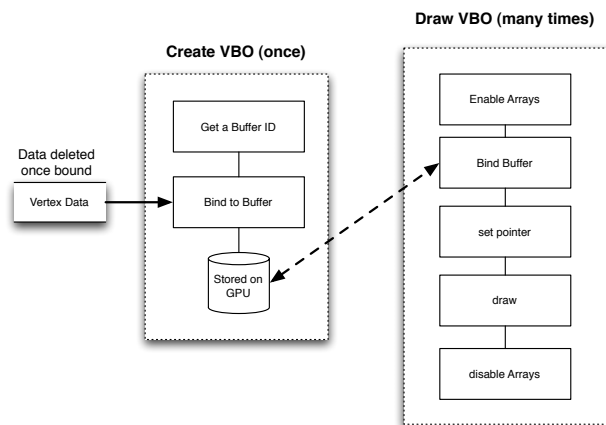 Draw VBO (many times)
Create VBO (once)
Enable Arrays
Get a Buffer ID
Data deleted
once bound
Bind Buffer
Vertex Data
Bind to Buffer
set pointer
Stored on
GPU
draw
disable Arrays